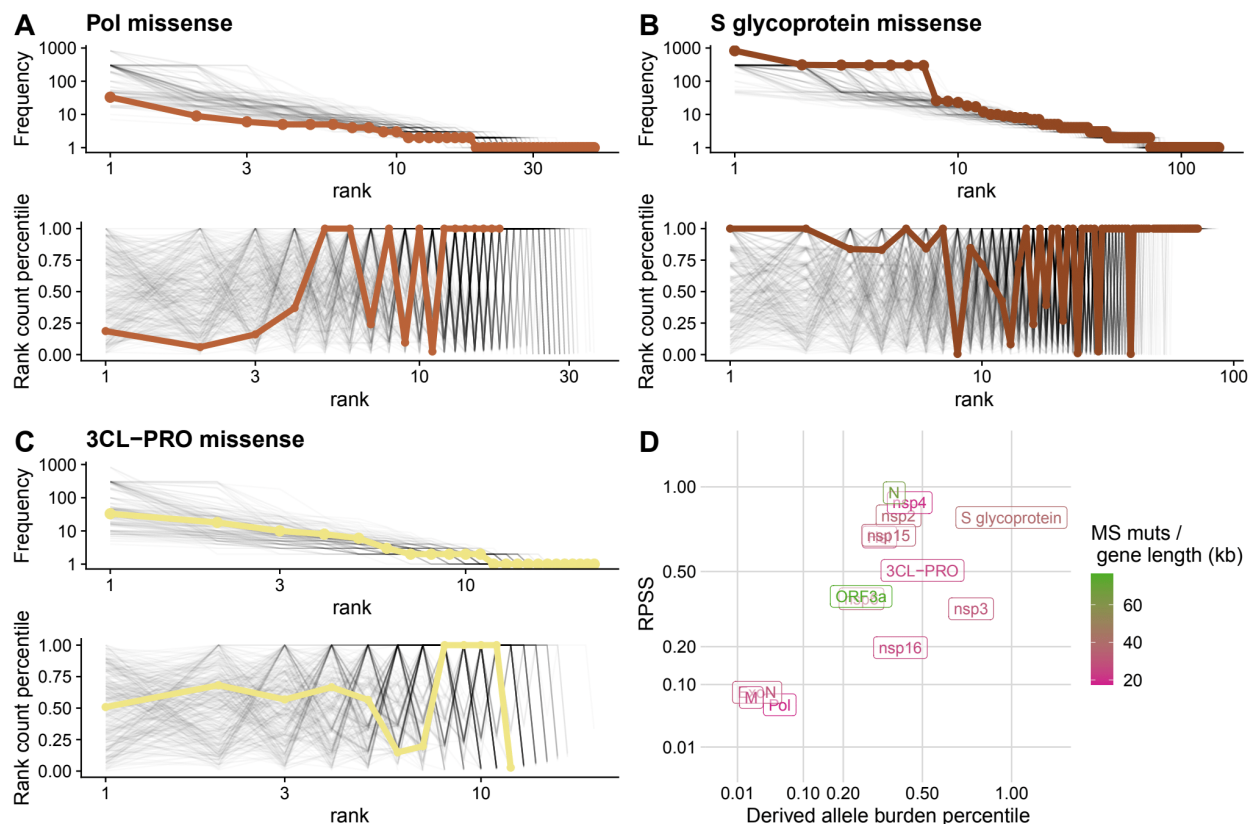 A Pol missense
Frequency
1000
100
10
1
1 3 10 30
rank
Rank count percentile
1.00
0.75
0.50
0.25
0.00
1 3 10 30
rank
B S glycoprotein missense
Frequency
1000
100
10
1
1 10 100
rank
Rank count percentile
1.00
0.75
0.50
0.25
0.00
1 10 100
rank
C 3CL−PRO missense
Frequency
1000
100
10
1
1 3 10
rank
Rank count percentile
1.00
0.75
0.50
0.25
0.00
1 3 10
rank
D
RPSS
1.00
0.50
0.20
0.10
0.01
N
nsp4
nsp2
S glycoprotein
nsp15
3CL−PRO
ORF3a
nsp3
nsp16
M
Pol
0.01 0.10 0.20 0.50 1.00
Derived allele burden percentile
MS muts /
gene length (kb)
60
40
20